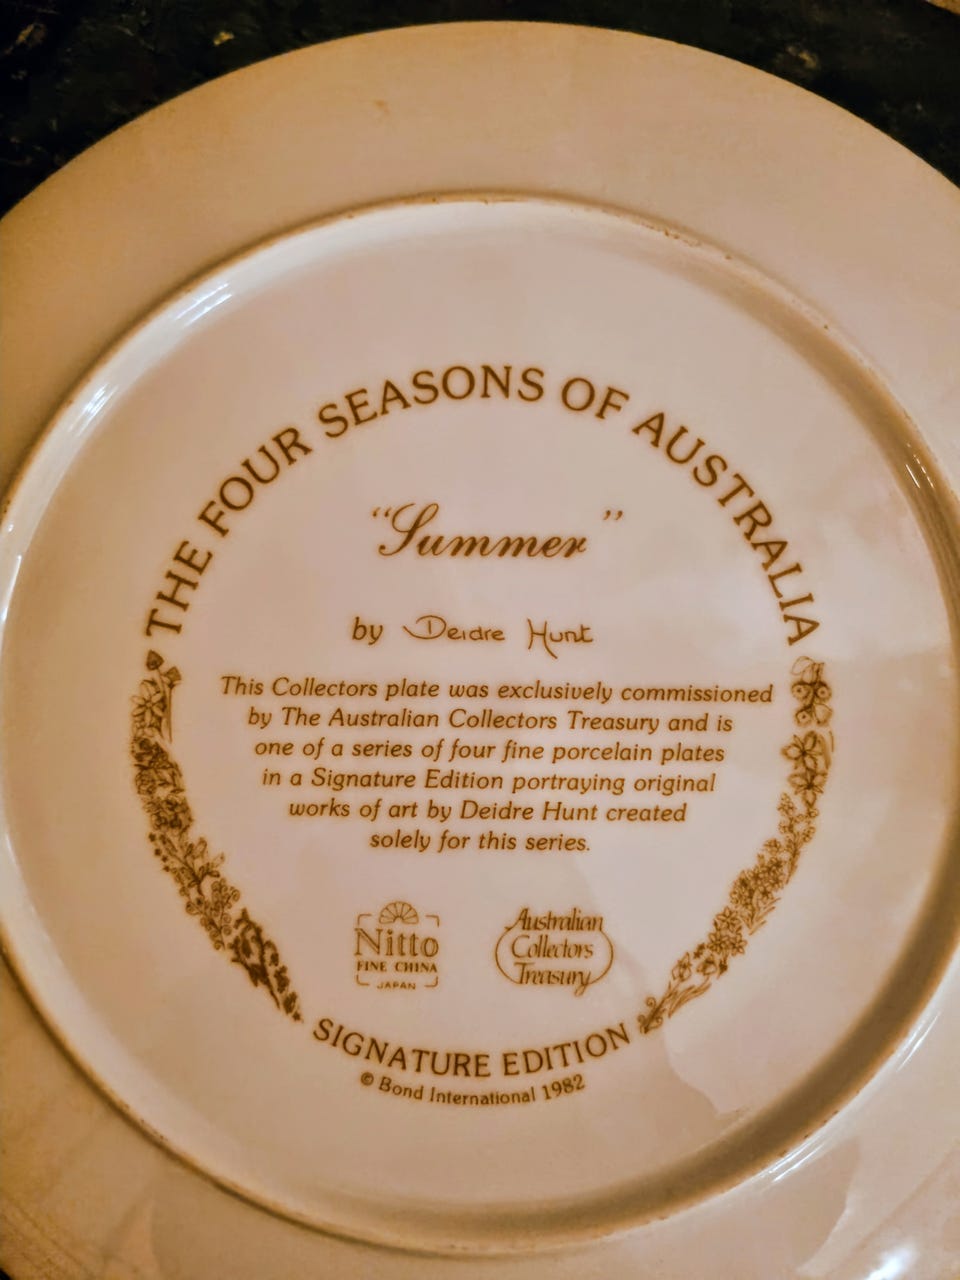 THE FOUR SEASONS OF AUSTRALIA
"Summer"
by Deidre Hunt
This Collectors plate was exclusively commissioned
by The Australian Collectors Treasury and is
one of a series of four fine porcelain plates
in a Signature Edition portraying original
works of art by Deidre Hunt created
solely for this series.
Nitto
FINE CHINA
JAPAN
Australian
Collectors
Treasury
SIGNATURE EDITION
© Bond International 1982